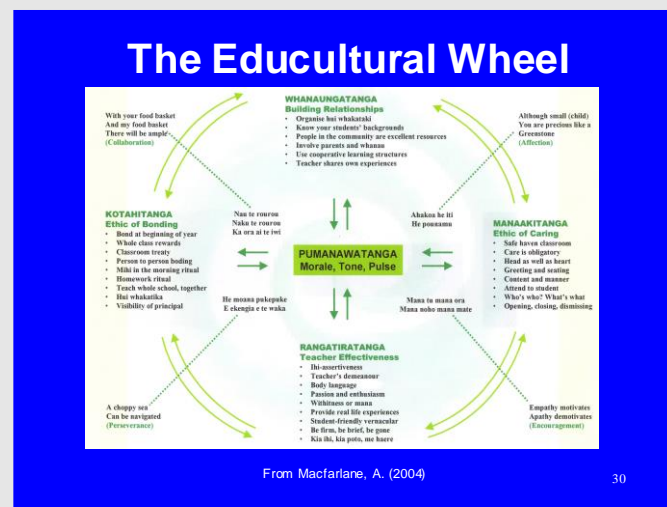 The Educultural Wheel
WHANAUNGATANGA
Building Relationships
• Organise hui whakataki
• Know your students' backgrounds
• People in the community are excellent resources
• Involve parents and whanau
• Use cooperative learning structures
• Teacher shares own experiences
With your food basket
And my food basket
There will be ample
(Collaboration)
Although small (child)
You are precious like a
Greenstone
(Affection)
Nau te rourou
Naku te rourou
Ka ora ai te iwi
Ahakoa he iti
He pounamu
KOTAHITANGA
Ethic of Bonding
• Bond at beginning of year
• Whole class rewards
• Classroom treaty
• Person to person boding
• Mihi in the morning ritual
• Homework ritual
• Teach whole school, together
• Hui whakatika
• Visibility of principal
PUMANAWATANGA
Morale, Tone, Pulse
MANAAKITANGA
Ethic of Caring
• Safe haven classroom
• Care is obligatory
• Head as well as heart
• Greeting and seating
• Content and manner
• Attend to student
• Who's who? What's what
• Opening, closing, dismissing
He moana pukepuke
E ekengia e te waka
Mana tu mana ora
Mana noho mana mate
RANGATIRATANGA
Teacher Effectiveness
• Ihi-assertiveness
• Teacher's demeanour
• Body language
• Passion and enthusiasm
• Withitness or mana
• Provide real life experiences
• Student-friendly vernacular
• Be firm, be brief, be gone
• Kia ihi, kia poto, me haere
A choppy sea
Can be navigated
(Perseverance)
Empathy motivates
Apathy demotivates
(Encouragement)
From Macfarlane, A. (2004)
30